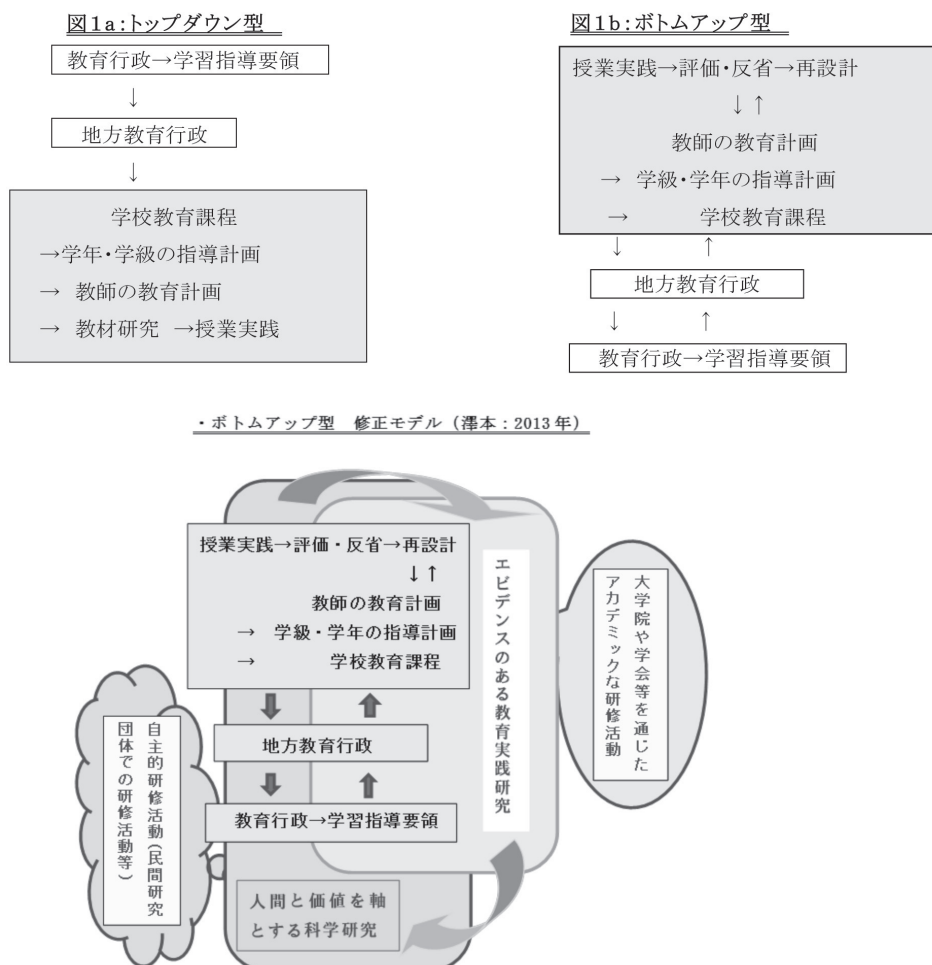 図1a:トップダウン型
教育行政→学習指導要領
↓
地方教育行政
↓
学校教育課程
→学年・学級の指導計画
→ 教師の教育計画
→ 教材研究 →授業実践
図1b:ボトムアップ型
授業実践→評価・反省→再設計
↓ ↑
教師の教育計画
→ 学級・学年の指導計画
→ 学校教育課程
↓ ↑
地方教育行政
↓ ↑
教育行政→学習指導要領
・ボトムアップ型 修正モデル(澤本:2013年)
授業実践→評価・反省→再設計
↓↑
教師の教育計画
→ 学級・学年の指導計画
→ 学校教育課程
地方教育行政
教育行政→学習指導要領
人間と価値を軸
とする科学研究
エビデンスのある教育実践研究
大学院や学会等を通じた
アカデミックな研修活動
自主的研修活動(民間研究
団体での研修活動等)